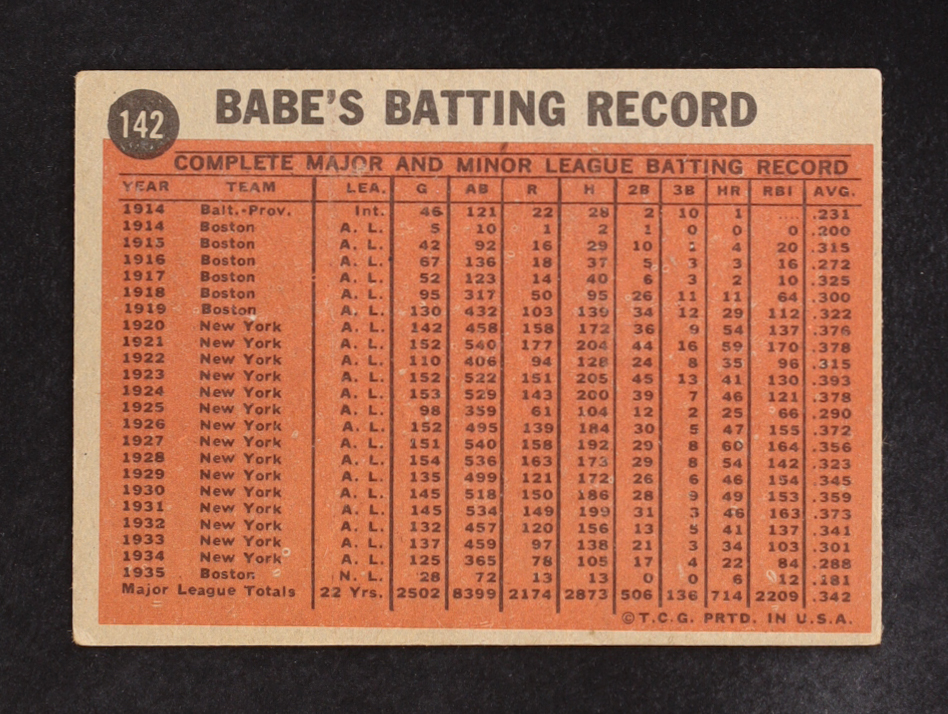 142
BABE'S BATTING RECORD
COMPLETE MAJOR AND MINOR LEAGUE BATTING RECORD
YEAR TEAM LEA. G AB R H 2B 3B HR RBI AVG.
1914 Balt.-Prov. Int. 46 121 22 28 2 10 1 .... .231
1914 Boston A. L. 5 10 1 2 1 0 0 0 .200
1915 Boston A. L. 42 92 16 29 10 1 4 20 .315
1916 Boston A. L. 67 136 18 37 5 3 3 16 .272
1917 Boston A. L. 52 123 14 40 6 3 2 10 .325
1918 Boston A. L. 95 317 50 95 26 11 11 64 .300
1919 Boston A. L. 130 432 103 139 34 12 29 112 .322
1920 New York A. L. 142 458 158 172 36 9 54 137 .376
1921 New York A. L. 152 540 177 204 44 16 59 170 .378
1922 New York A. L. 110 406 94 128 24 8 35 96 .315
1923 New York A. L. 152 522 151 205 45 13 41 130 .393
1924 New York A. L. 153 529 143 200 39 7 46 121 .378
1925 New York A. L. 98 359 61 104 12 2 25 66 .290
1926 New York A. L. 152 495 139 184 30 5 47 155 .372
1927 New York A. L. 151 540 158 192 29 8 60 164 .356
1928 New York A. L. 154 536 163 173 29 8 54 142 .323
1929 New York A. L. 135 499 121 172 26 6 46 154 .345
1930 New York A. L. 145 518 150 186 28 9 49 153 .359
1931 New York A. L. 145 534 149 199 31 3 46 163 .373
1932 New York A. L. 132 457 120 156 13 5 41 137 .341
1933 New York A. L. 137 459 97 138 21 3 34 103 .301
1934 New York A. L. 125 365 78 105 17 4 22 84 .288
1935 Boston N. L. 28 72 13 13 0 0 6 12 .181
Major League Totals 22 Yrs. 2502 8399 2174 2873 506 136 714 2209 .342
©T.C.G. PRTD. IN U.S.A.